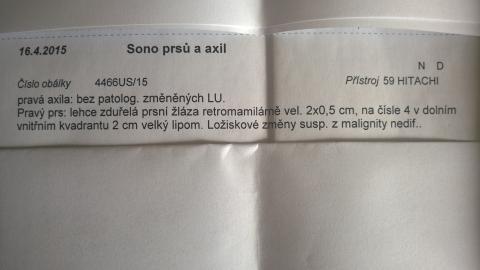 16.4.2015 Sono prsů a axil
N D
Číslo obálky 4466US/15 Přístroj 59 HITACHI
pravá axila: bez patolog. změněných LU.
Pravý prs: lehce zduřelá prsní žláza retromamilárně vel. 2x0,5 cm, na čísle 4 v dolním
vnitřním kvadrantu 2 cm velký lipom. Ložiskové změny susp. z malignity nedif..